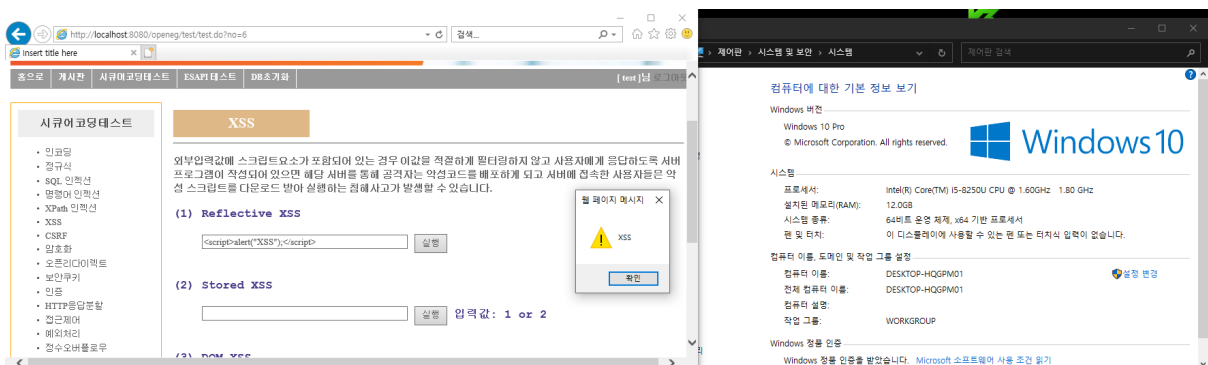 http://localhost:8080/openeg/test/test.do?no=6
검색...
insert title here
홈으로 게시판 시큐어코딩테스트 ESAPI테스트 DB초기화 [ test ]님 로그아웃
시큐어코딩테스트
• 인코딩
• 정규식
• SQL 인젝션
• 명령어 인젝션
• XPath 인젝션
• XSS
• CSRF
• 암호화
• 오픈리다이렉트
• 보안쿠키
• 인증
• HTTP응답분할
• 접근제어
• 예외처리
• 정수오버플로우
XSS
외부입력값에 스크립트요소가 포함되어 있는 경우 이값을 적절하게 필터링하지 않고 사용자에게 응답하도록 서버
프로그램이 작성되어 있으면 해당 서버를 통해 공격자는 악성코드를 배포하게 되고 서버에 접속한 사용자들은 악
성 스크립트를 다운로드 받아 실행하는 침해사고가 발생할 수 있습니다.
(1) Reflective XSS
<script>alert("XSS");</script> 실행
(2) Stored XSS
실행 입력값: 1 or 2
(3) DOM XSS
웹 페이지 메시지
XSS
확인
제어판 › 시스템 및 보안 › 시스템
제어판 검색
컴퓨터에 대한 기본 정보 보기
Windows 버전
Windows 10 Pro
© Microsoft Corporation. All rights reserved.
Windows 10
시스템
프로세서: Intel(R) Core(TM) i5-8250U CPU @ 1.60GHz 1.80 GHz
설치된 메모리(RAM): 12.0GB
시스템 종류: 64비트 운영 체제, x64 기반 프로세서
펜 및 터치: 이 디스플레이에 사용할 수 있는 펜 또는 터치식 입력이 없습니다.
컴퓨터 이름, 도메인 및 작업 그룹 설정
컴퓨터 이름: DESKTOP-HQGPM01 설정 변경
전체 컴퓨터 이름: DESKTOP-HQGPM01
컴퓨터 설명:
작업 그룹: WORKGROUP
Windows 정품 인증
Windows 정품 인증을 받았습니다. Microsoft 소프트웨어 사용 조건 읽기